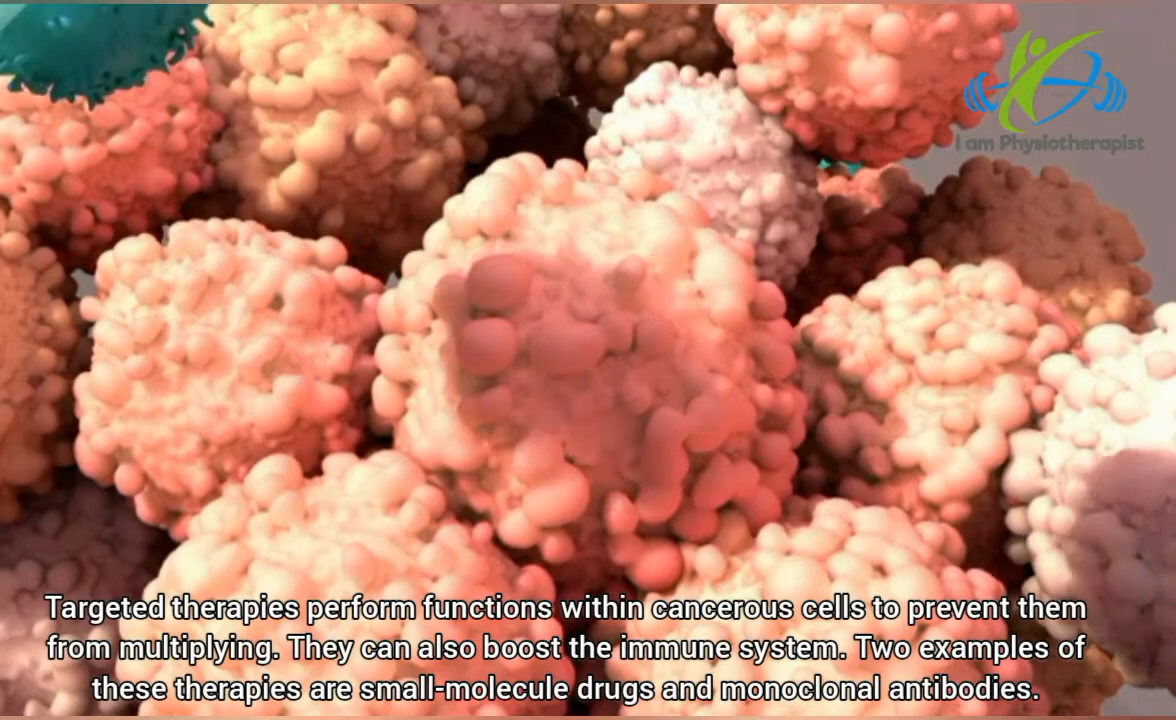 I am Physiotherapist
Targeted therapies perform functions within cancerous cells to prevent them
from multiplying. They can also boost the immune system. Two examples of
these therapies are small-molecule drugs and monoclonal antibodies.